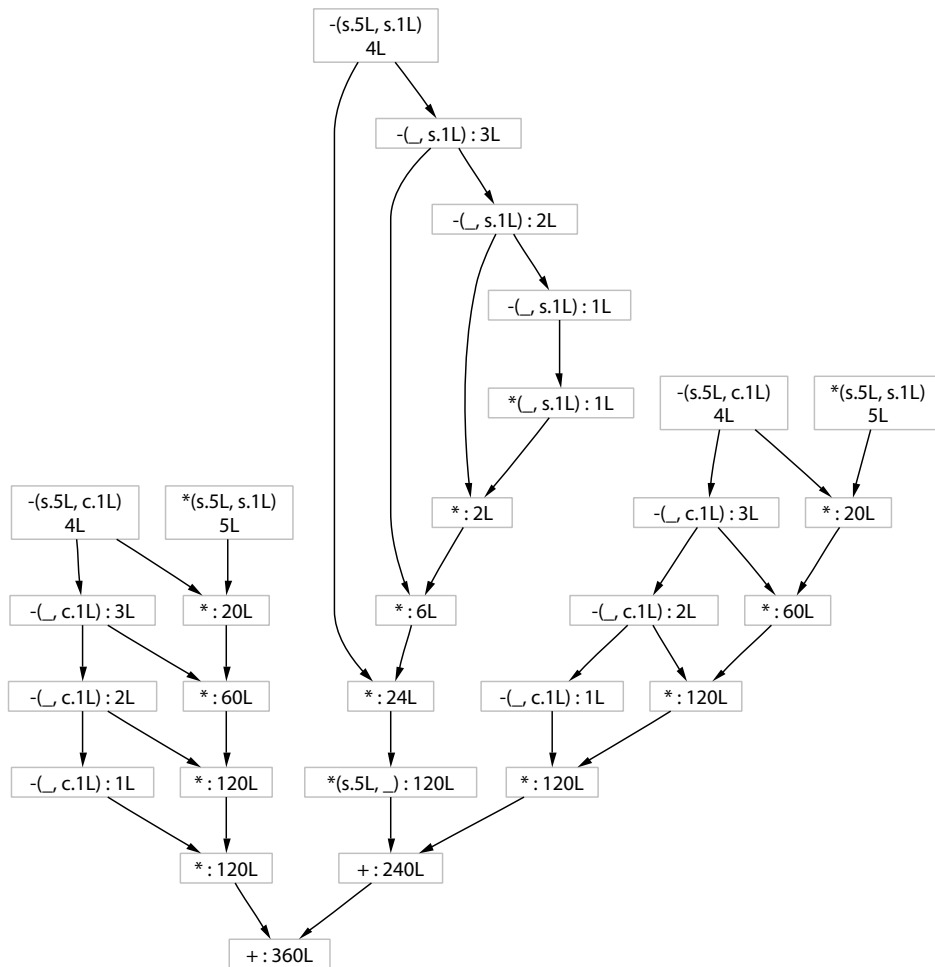 -(s.5L, s.1L)
4L
-(_, s.1L) : 3L
-(_, s.1L) : 2L
-(_, s.1L) : 1L
*(_, s.1L) : 1L
-(s.5L, c.1L)
4L
*(s.5L, s.1L)
5L
-(s.5L, c.1L)
4L
*(s.5L, s.1L)
5L
* : 2L
-(_, c.1L) : 3L
* : 20L
-(_, c.1L) : 3L
* : 20L
* : 6L
-(_, c.1L) : 2L
* : 60L
-(_, c.1L) : 2L
* : 60L
* : 24L
-(_, c.1L) : 1L
* : 120L
-(_, c.1L) : 1L
* : 120L
*(s.5L, _) : 120L
* : 120L
* : 120L
+ : 240L
+ : 360L